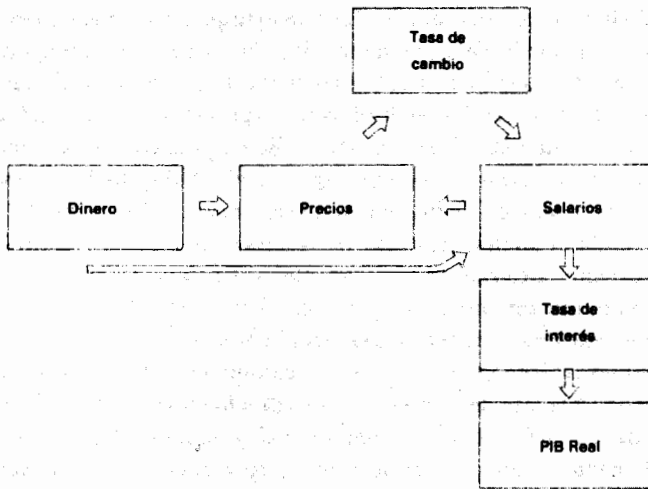 Tasa de
cambio
Dinero
Precios
Salarios
Tasa de
interés
PIB Real